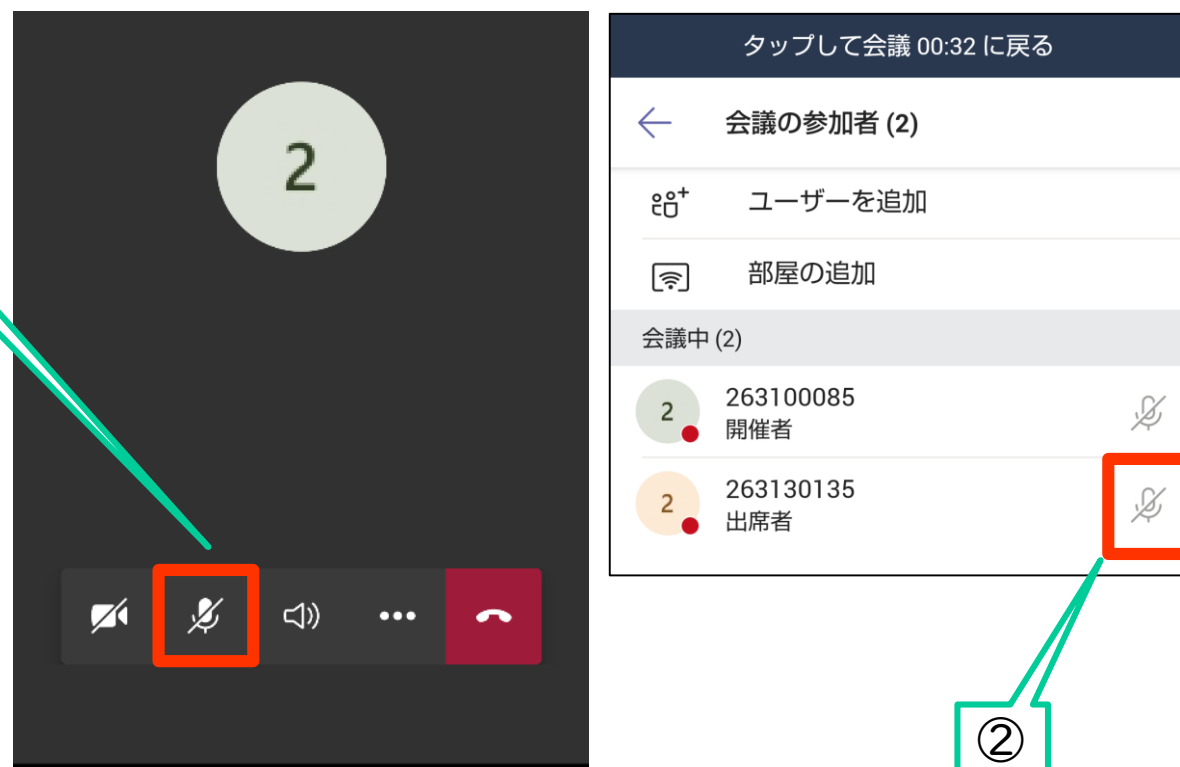 2
タップして会議 00:32 に戻る
会議の参加者 (2)
ユーザーを追加
部屋の追加
会議中 (2)
2
263100085
開催者
2
263130135
出席者
②